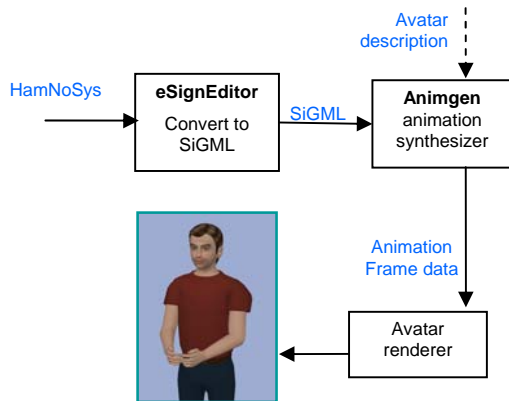 Avatar
description
HamNoSys
eSignEditor
Convert to
SiGML
SiGML
Animgen
animation
synthesizer
Animation
Frame data
Avatar
renderer